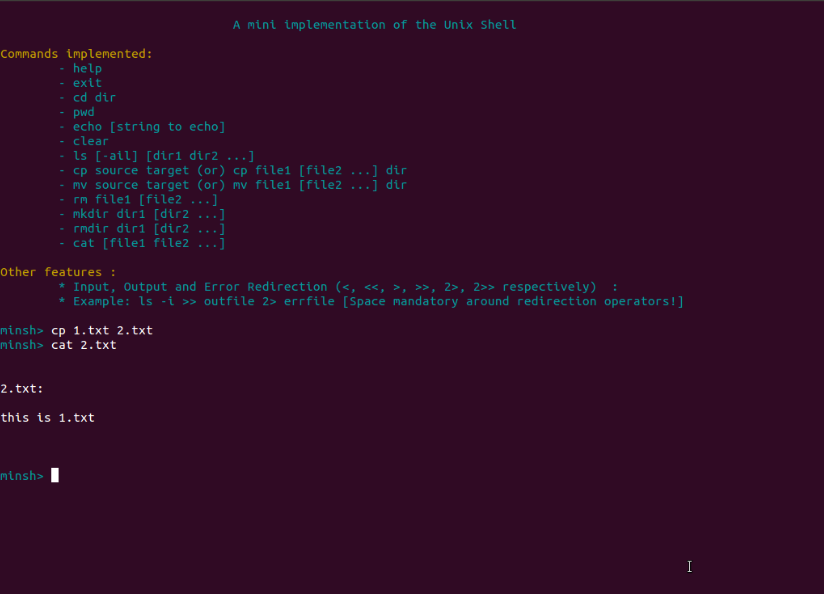 A mini implementation of the Unix Shell
Commands implemented:
- help
- exit
- cd dir
- pwd
- echo [string to echo]
- clear
- ls [-ail] [dir1 dir2 ...]
- cp source target (or) cp file1 [file2 ...] dir
- mv source target (or) mv file1 [file2 ...] dir
- rm file1 [file2 ...]
- mkdir dir1 [dir2 ...]
- rmdir dir1 [dir2 ...]
- cat [file1 file2 ...]
Other features :
* Input, Output and Error Redirection (<, <<, >, >>, 2>, 2>> respectively)  :
* Example: ls -i >> outfile 2> errfile [Space mandatory around redirection operators!]
minsh> cp 1.txt 2.txt
minsh> cat 2.txt
2.txt:
this is 1.txt
minsh>